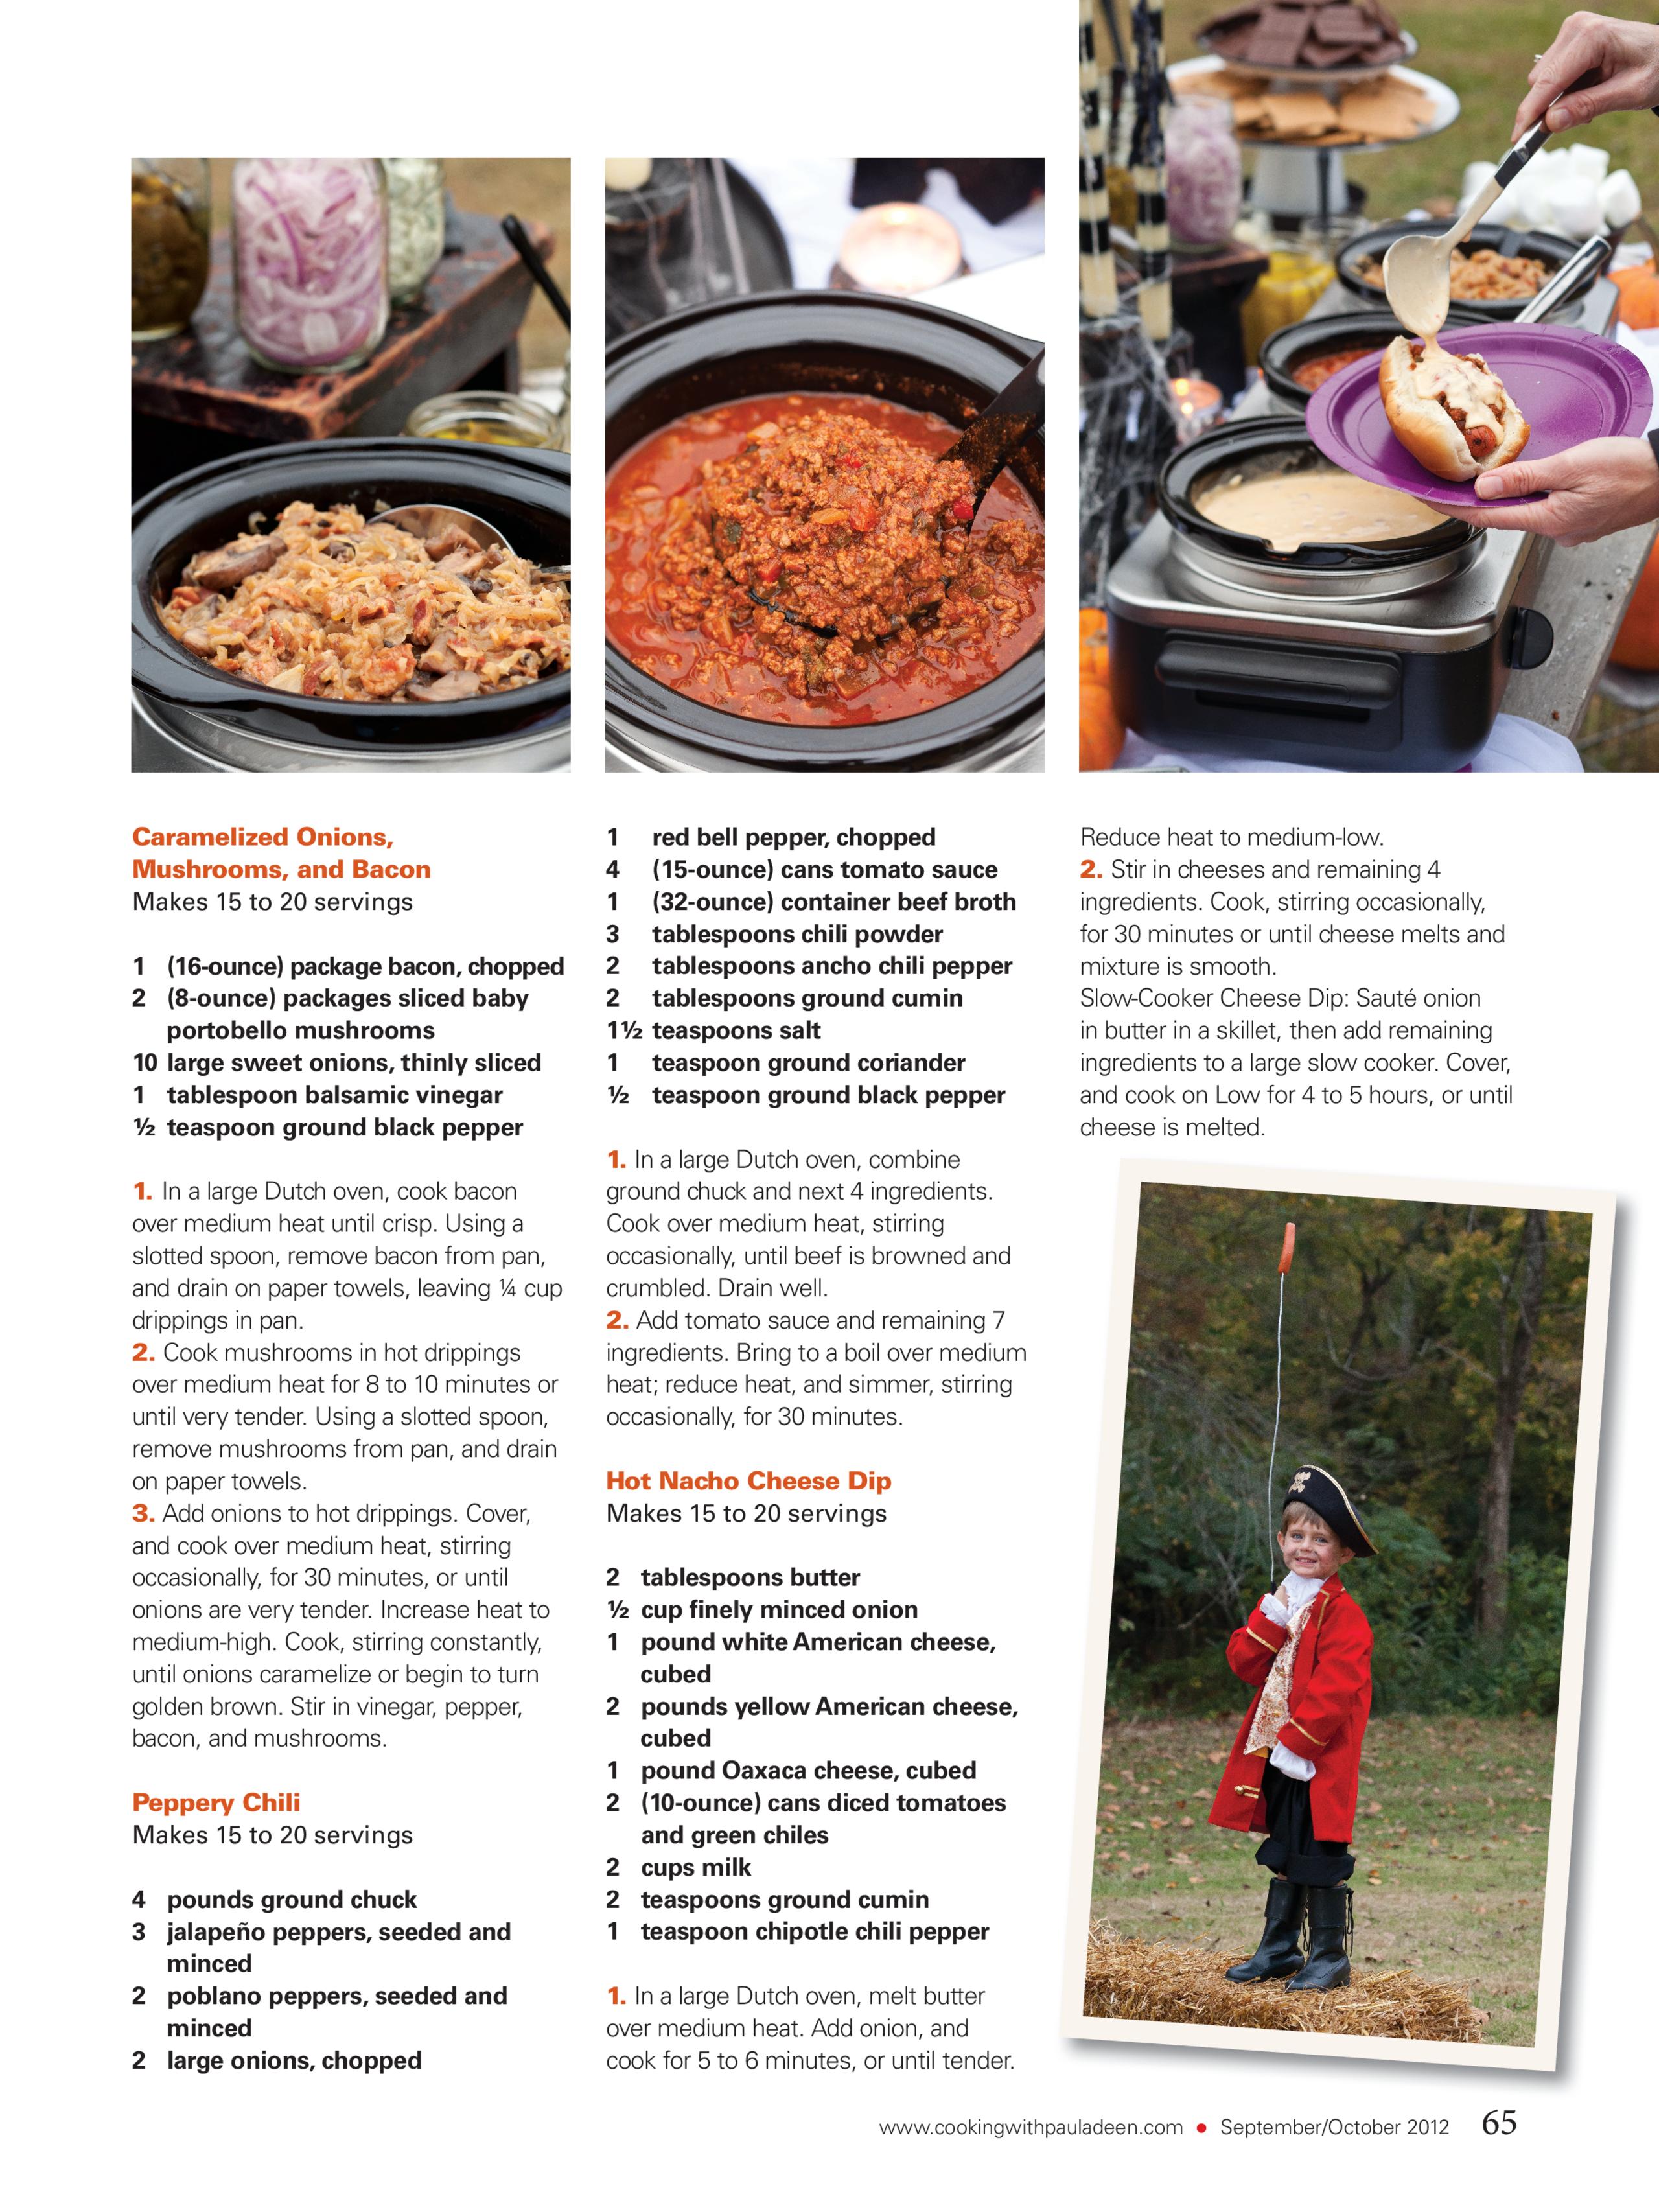 Caramelized Onions,
Mushrooms, and Bacon
Makes 15 to 20 servings
1 (16-ounce) package bacon, chopped
2 (8-ounce) packages sliced baby
portobello mushrooms
10 large sweet onions, thinly sliced
1 tablespoon balsamic vinegar
½ teaspoon ground black pepper
1. In a large Dutch oven, cook bacon
over medium heat until crisp. Using a
slotted spoon, remove bacon from pan,
and drain on paper towels, leaving ¼ cup
drippings in pan.
2. Cook mushrooms in hot drippings
over medium heat for 8 to 10 minutes or
until very tender. Using a slotted spoon,
remove mushrooms from pan, and drain
on paper towels.
3. Add onions to hot drippings. Cover,
and cook over medium heat, stirring
occasionally, for 30 minutes, or until
onions are very tender. Increase heat to
medium-high. Cook, stirring constantly,
until onions caramelize or begin to turn
golden brown. Stir in vinegar, pepper,
bacon, and mushrooms.
Peppery Chili
Makes 15 to 20 servings
4 pounds ground chuck
3 jalapeño peppers, seeded and
minced
2 poblano peppers, seeded and
minced
2 large onions, chopped
1 red bell pepper, chopped
4 (15-ounce) cans tomato sauce
1 (32-ounce) container beef broth
3 tablespoons chili powder
2 tablespoons ancho chili pepper
2 tablespoons ground cumin
1½ teaspoons salt
1 teaspoon ground coriander
½ teaspoon ground black pepper
1. In a large Dutch oven, combine
ground chuck and next 4 ingredients.
Cook over medium heat, stirring
occasionally, until beef is browned and
crumbled. Drain well.
2. Add tomato sauce and remaining 7
ingredients. Bring to a boil over medium
heat; reduce heat, and simmer, stirring
occasionally, for 30 minutes.
Hot Nacho Cheese Dip
Makes 15 to 20 servings
2 tablespoons butter
½ cup finely minced onion
1 pound white American cheese,
cubed
2 pounds yellow American cheese,
cubed
1 pound Oaxaca cheese, cubed
2 (10-ounce) cans diced tomatoes
and green chiles
2 cups milk
2 teaspoons ground cumin
1 teaspoon chipotle chili pepper
1. In a large Dutch oven, melt butter
over medium heat. Add onion, and
cook for 5 to 6 minutes, or until tender.
Reduce heat to medium-low.
2. Stir in cheeses and remaining 4
ingredients. Cook, stirring occasionally,
for 30 minutes or until cheese melts and
mixture is smooth.
Slow-Cooker Cheese Dip: Sauté onion
in butter in a skillet, then add remaining
ingredients to a large slow cooker. Cover,
and cook on Low for 4 to 5 hours, or until
cheese is melted.
www.cookingwithpauladeen.com • September/October 2012 65